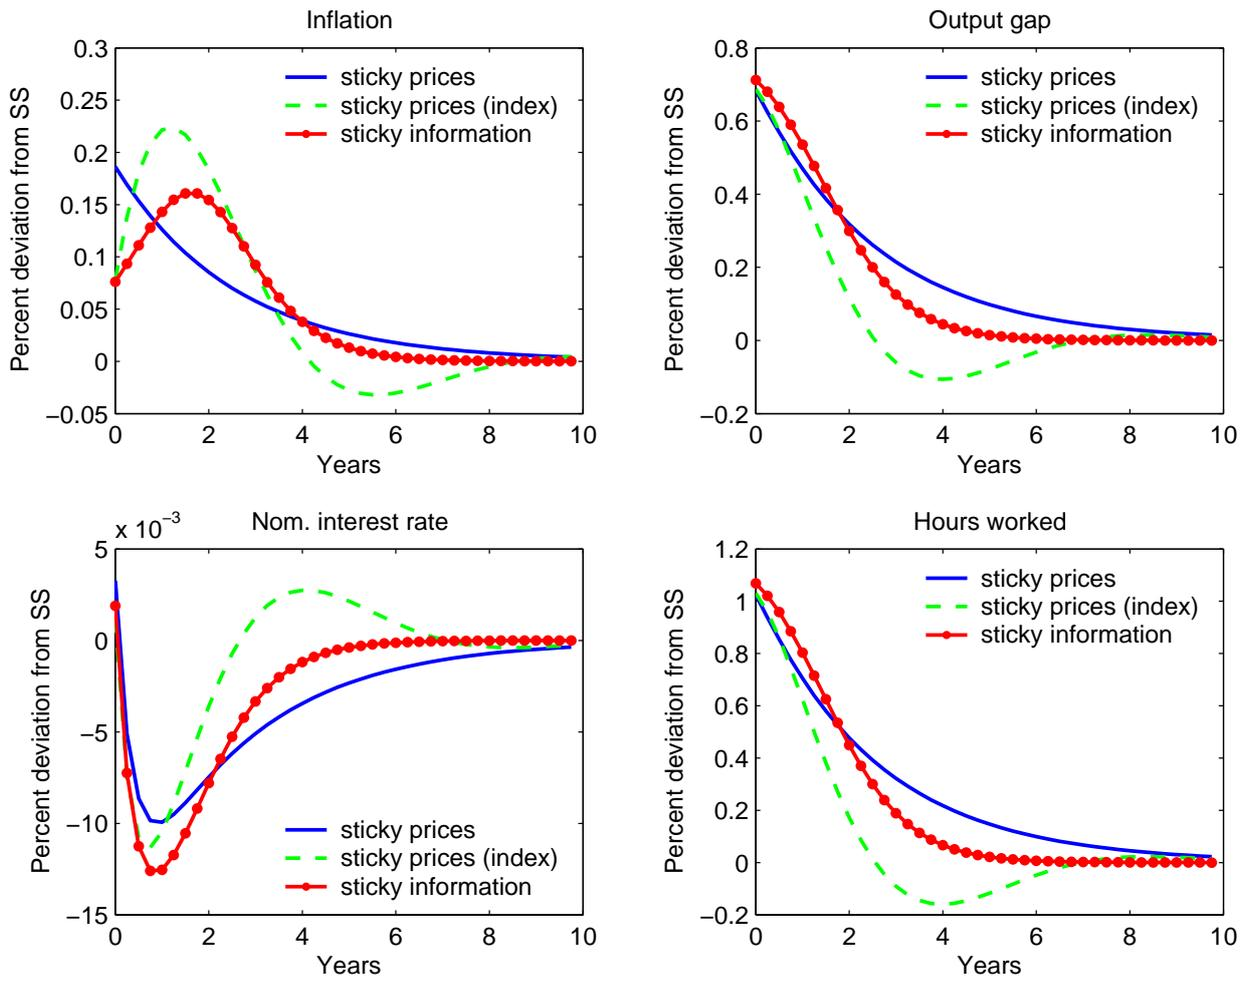 Inflation
Percent deviation from SS
0.3
0.25
0.2
0.15
0.1
0.05
0
−0.05
sticky prices
sticky prices (index)
sticky information
0 2 4 6 8 10
Years
Output gap
Percent deviation from SS
0.8
0.6
0.4
0.2
0
−0.2
sticky prices
sticky prices (index)
sticky information
0 2 4 6 8 10
Years
Nom. interest rate
x 10−3
Percent deviation from SS
5
0
−5
−10
−15
sticky prices
sticky prices (index)
sticky information
0 2 4 6 8 10
Years
Hours worked
Percent deviation from SS
1.2
1
0.8
0.6
0.4
0.2
0
−0.2
sticky prices
sticky prices (index)
sticky information
0 2 4 6 8 10
Years